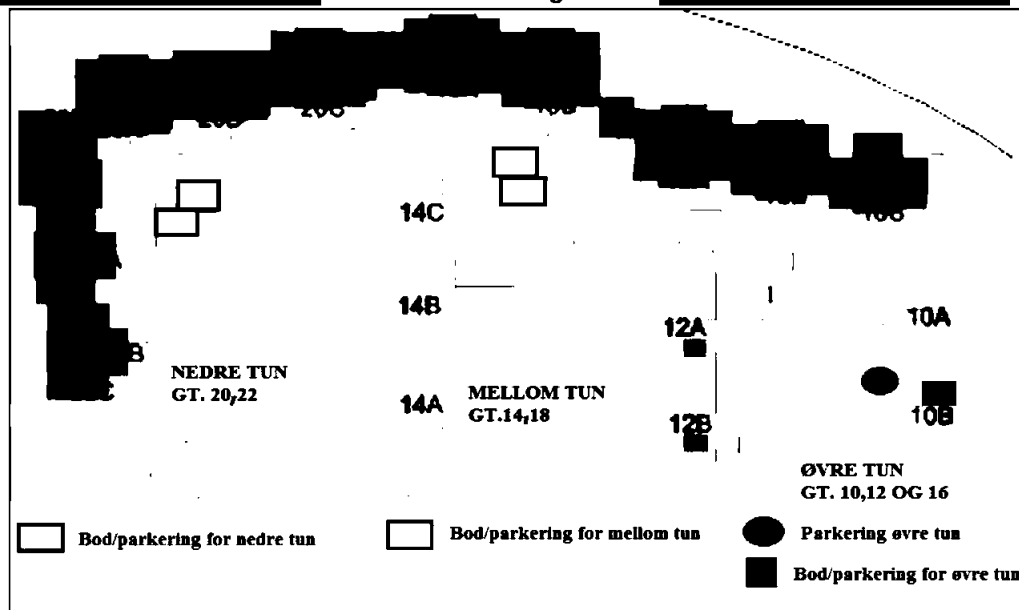 20C
14C
14B
14A
12A
12B
10A
10B
NEDRE TUN
GT. 20,22
MELLOM TUN
GT.14,18
ØVRE TUN
GT. 10,12 OG 16
Bod/parkering for nedre tun
Bod/parkering for mellom tun
Parkering øvre tun
Bod/parkering for øvre tun